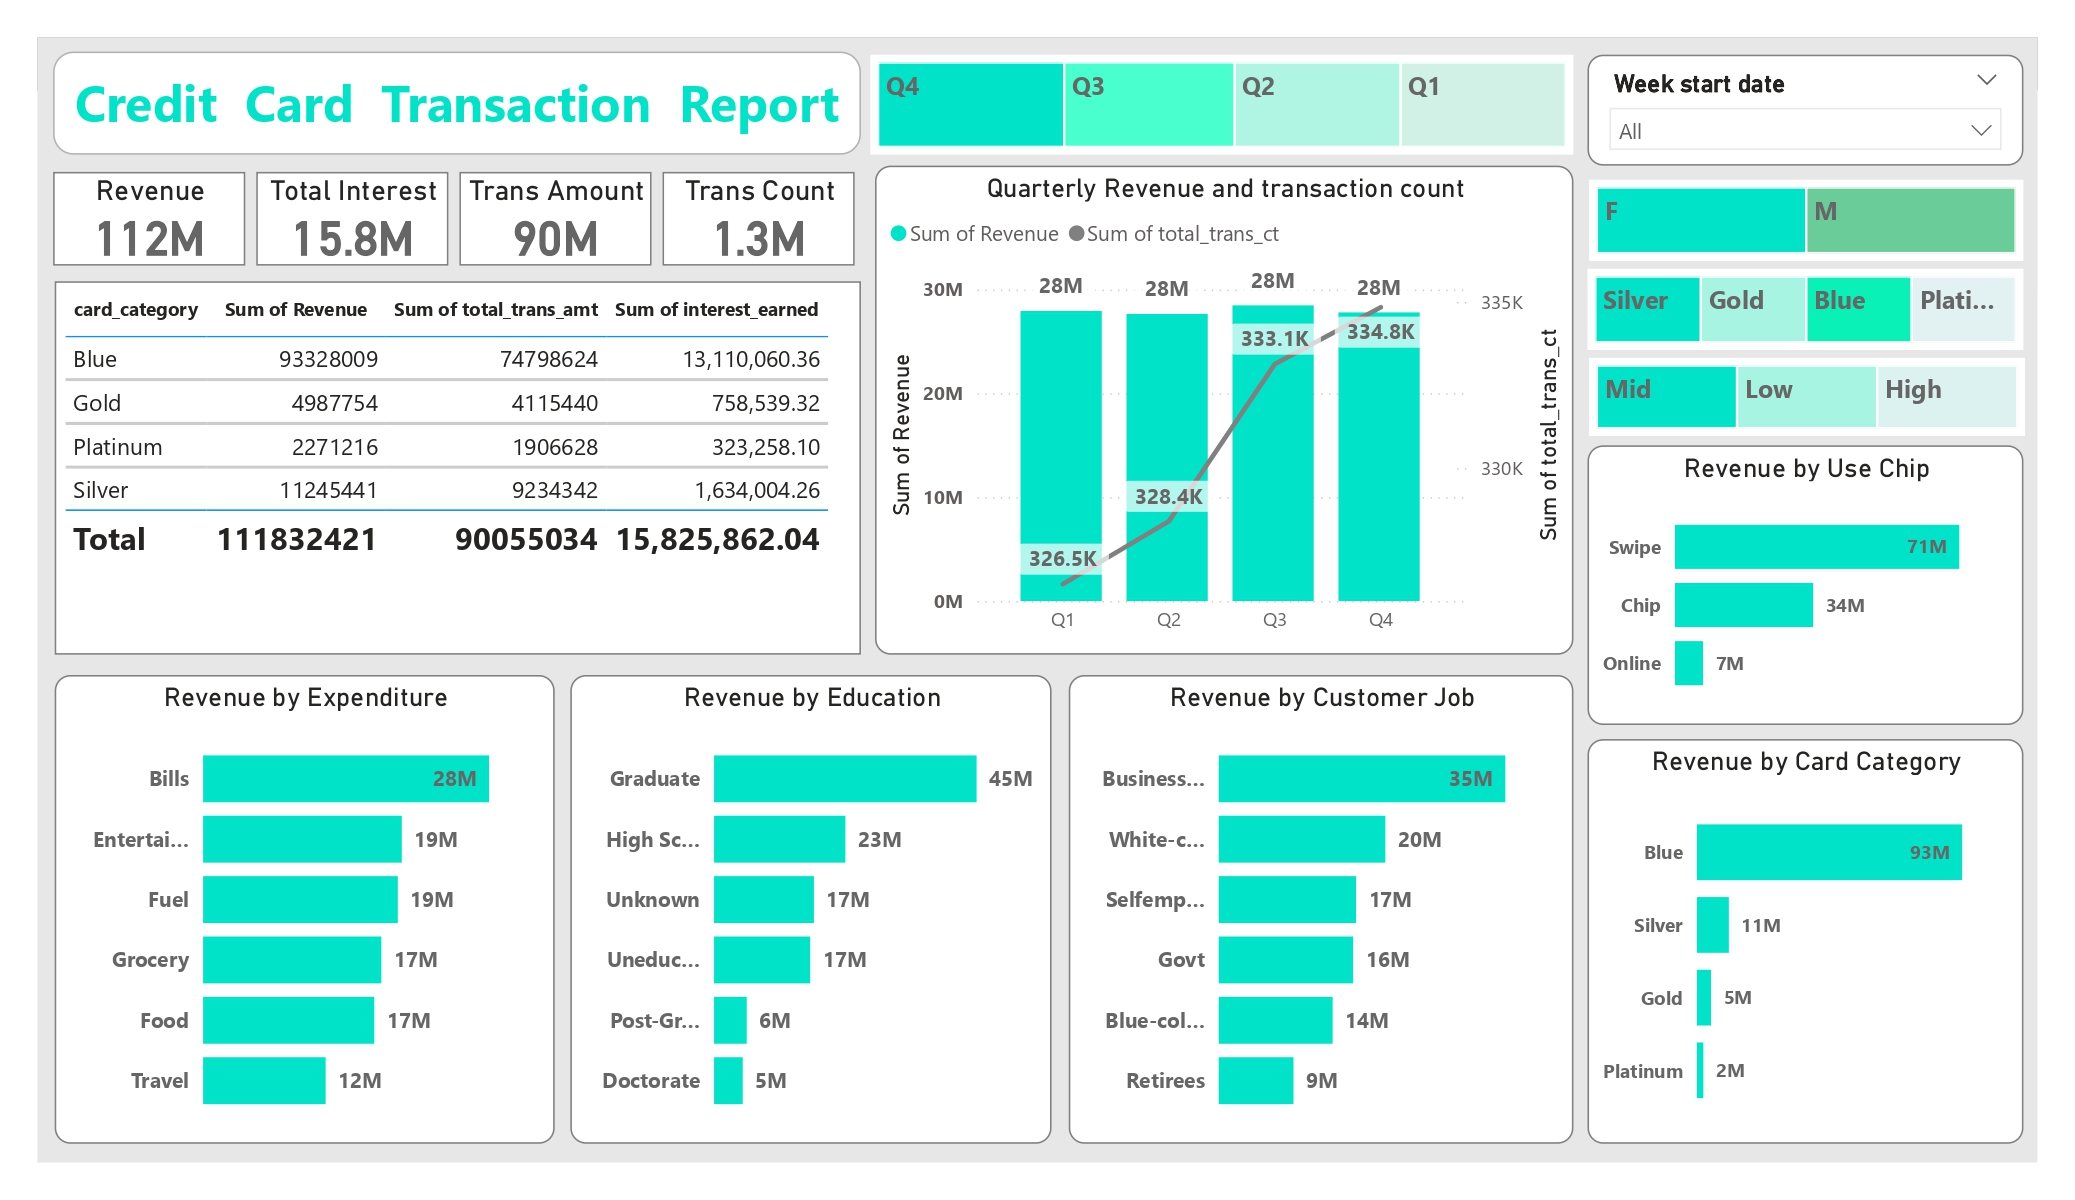 Credit Card Transaction Report
Q4 Q3 Q2 Q1
Week start date
All
Revenue
112M
Total Interest
15.8M
Trans Amount
90M
Trans Count
1.3M
card_category Sum of Revenue Sum of total_trans_amt Sum of interest_earned
Blue 93328009 74798624 13,110,060.36
Gold 4987754 4115440 758,539.32
Platinum 2271216 1906628 323,258.10
Silver 11245441 9234342 1,634,004.26
Total 111832421 90055034 15,825,862.04
Quarterly Revenue and transaction count
Sum of Revenue Sum of total_trans_ct
28M 28M 28M 28M
30M
20M
10M
0M
Sum of Revenue
326.5K 328.4K 333.1K 334.8K
335K
330K
Sum of total_trans_ct
Q1 Q2 Q3 Q4
F M
Silver Gold Blue Plati...
Mid Low High
Revenue by Use Chip
Swipe 71M
Chip 34M
Online 7M
Revenue by Expenditure
Bills 28M
Entertai... 19M
Fuel 19M
Grocery 17M
Food 17M
Travel 12M
Revenue by Education
Graduate 45M
High Sc... 23M
Unknown 17M
Uneduc... 17M
Post-Gr... 6M
Doctorate 5M
Revenue by Customer Job
Business... 35M
White-c... 20M
Selfemp... 17M
Govt 16M
Blue-col... 14M
Retirees 9M
Revenue by Card Category
Blue 93M
Silver 11M
Gold 5M
Platinum 2M